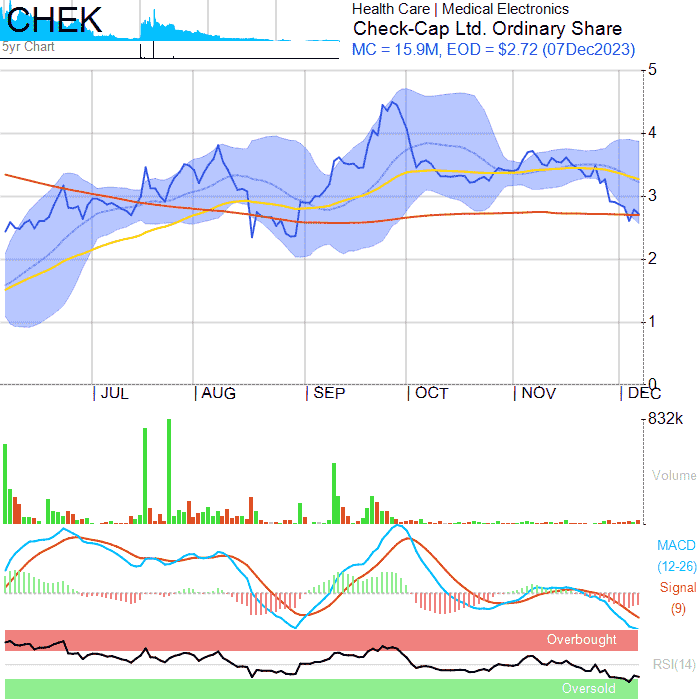 CHEK
5yr Chart
Health Care | Medical Electronics
Check-Cap Ltd. Ordinary Share
MC = 15.9M, EOD = $2.72 (07Dec2023)
5
4
3
2
1
0
JUL AUG SEP OCT NOV DEC
832k
Volume
MACD
(12-26)
Signal
(9)
Overbought
RSI(14)
Oversold